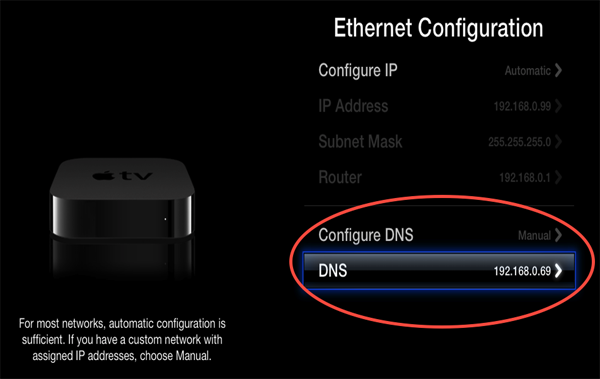 Ethernet Configuration
Configure IP Automatic
IP Address 192.168.0.99
Subnet Mask 255.255.255.0
Router 192.168.0.1
Configure DNS Manual
DNS 192.168.0.69
tv
For most networks, automatic configuration is
sufficient. If you have a custom network with
assigned IP addresses, choose Manual.